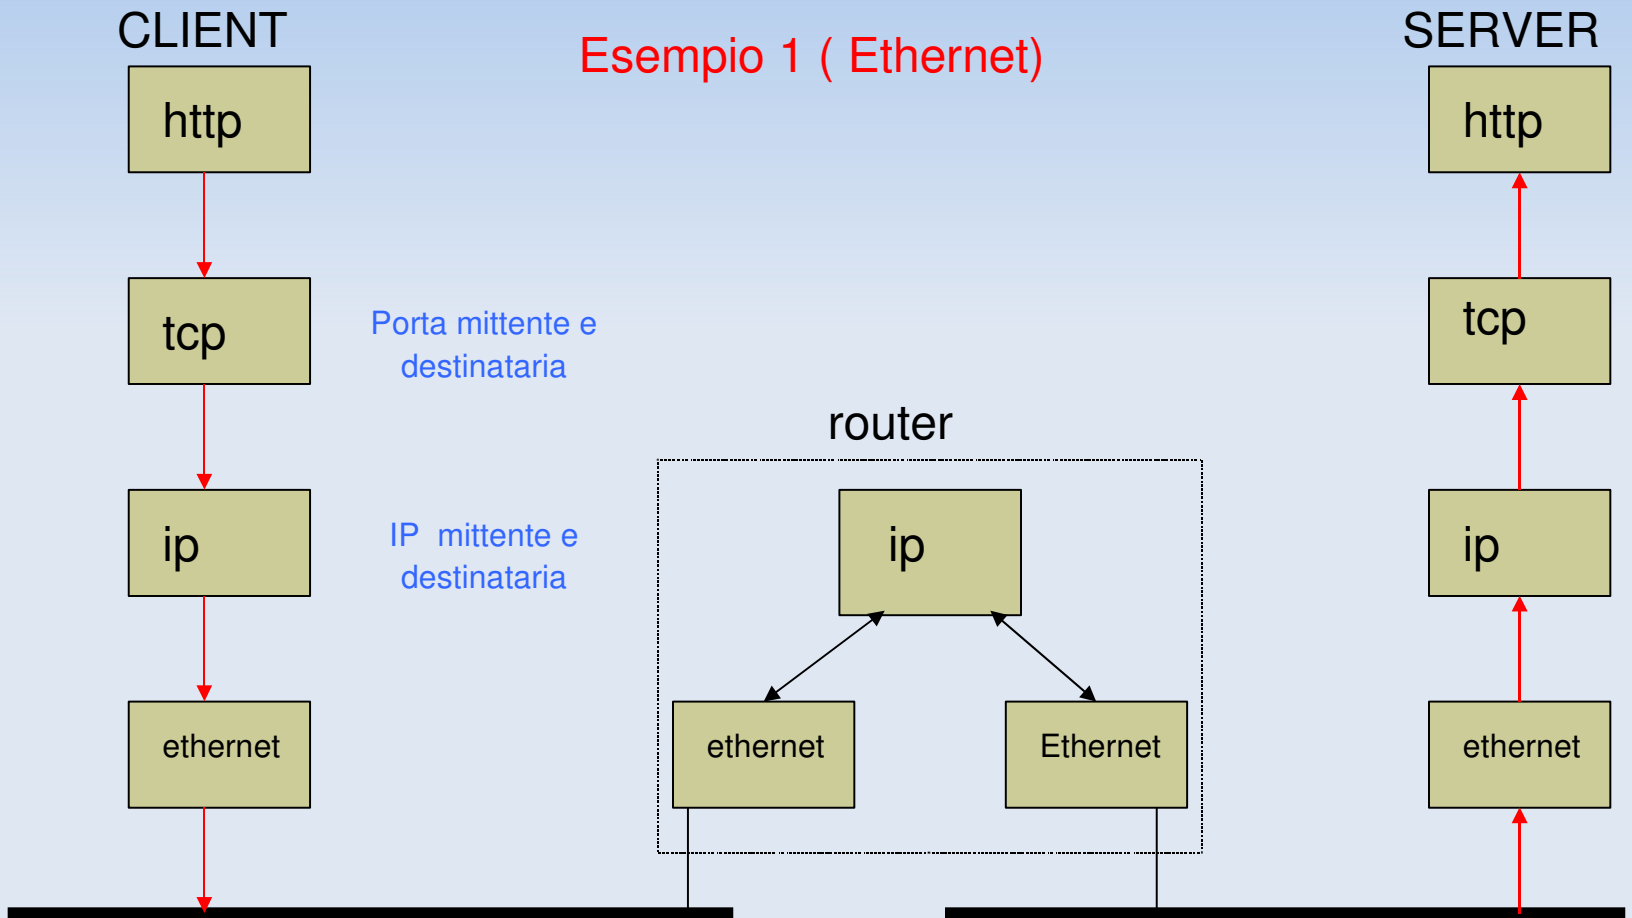 CLIENT
Esempio 1 ( Ethernet)
SERVER
http
http
tcp
Porta mittente e
destinataria
tcp
router
ip
IP  mittente e
destinataria
ip
ip
ethernet
ethernet
Ethernet
ethernet